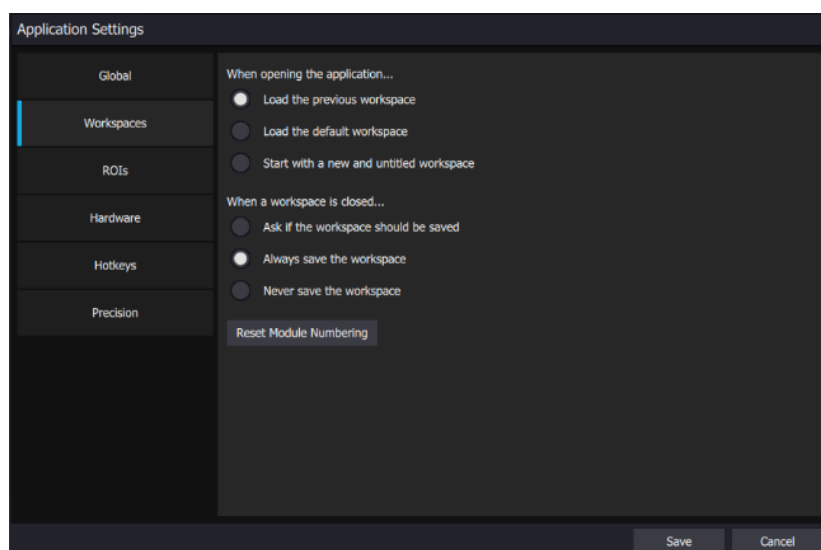 Application Settings
Global
Workspaces
ROIs
Hardware
Hotkeys
Precision
When opening the application...
Load the previous workspace
Load the default workspace
Start with a new and untitled workspace
When a workspace is closed...
Ask if the workspace should be saved
Always save the workspace
Never save the workspace
Reset Module Numbering
Save
Cancel